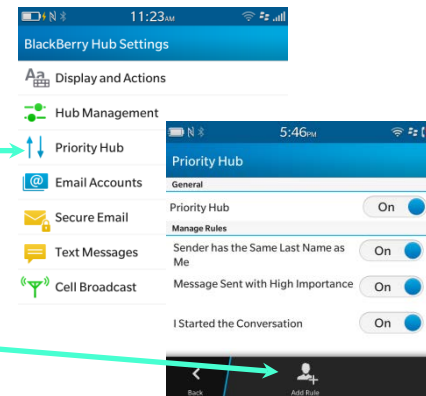 11:23AM
BlackBerry Hub Settings
Aa Display and Actions
Hub Management
Priority Hub
@ Email Accounts
Secure Email
Text Messages
Cell Broadcast
5:46PM
Priority Hub
General
Priority Hub On
Manage Rules
Sender has the Same Last Name as
Me On
Message Sent with High Importance On
I Started the Conversation On
Back Add Rule